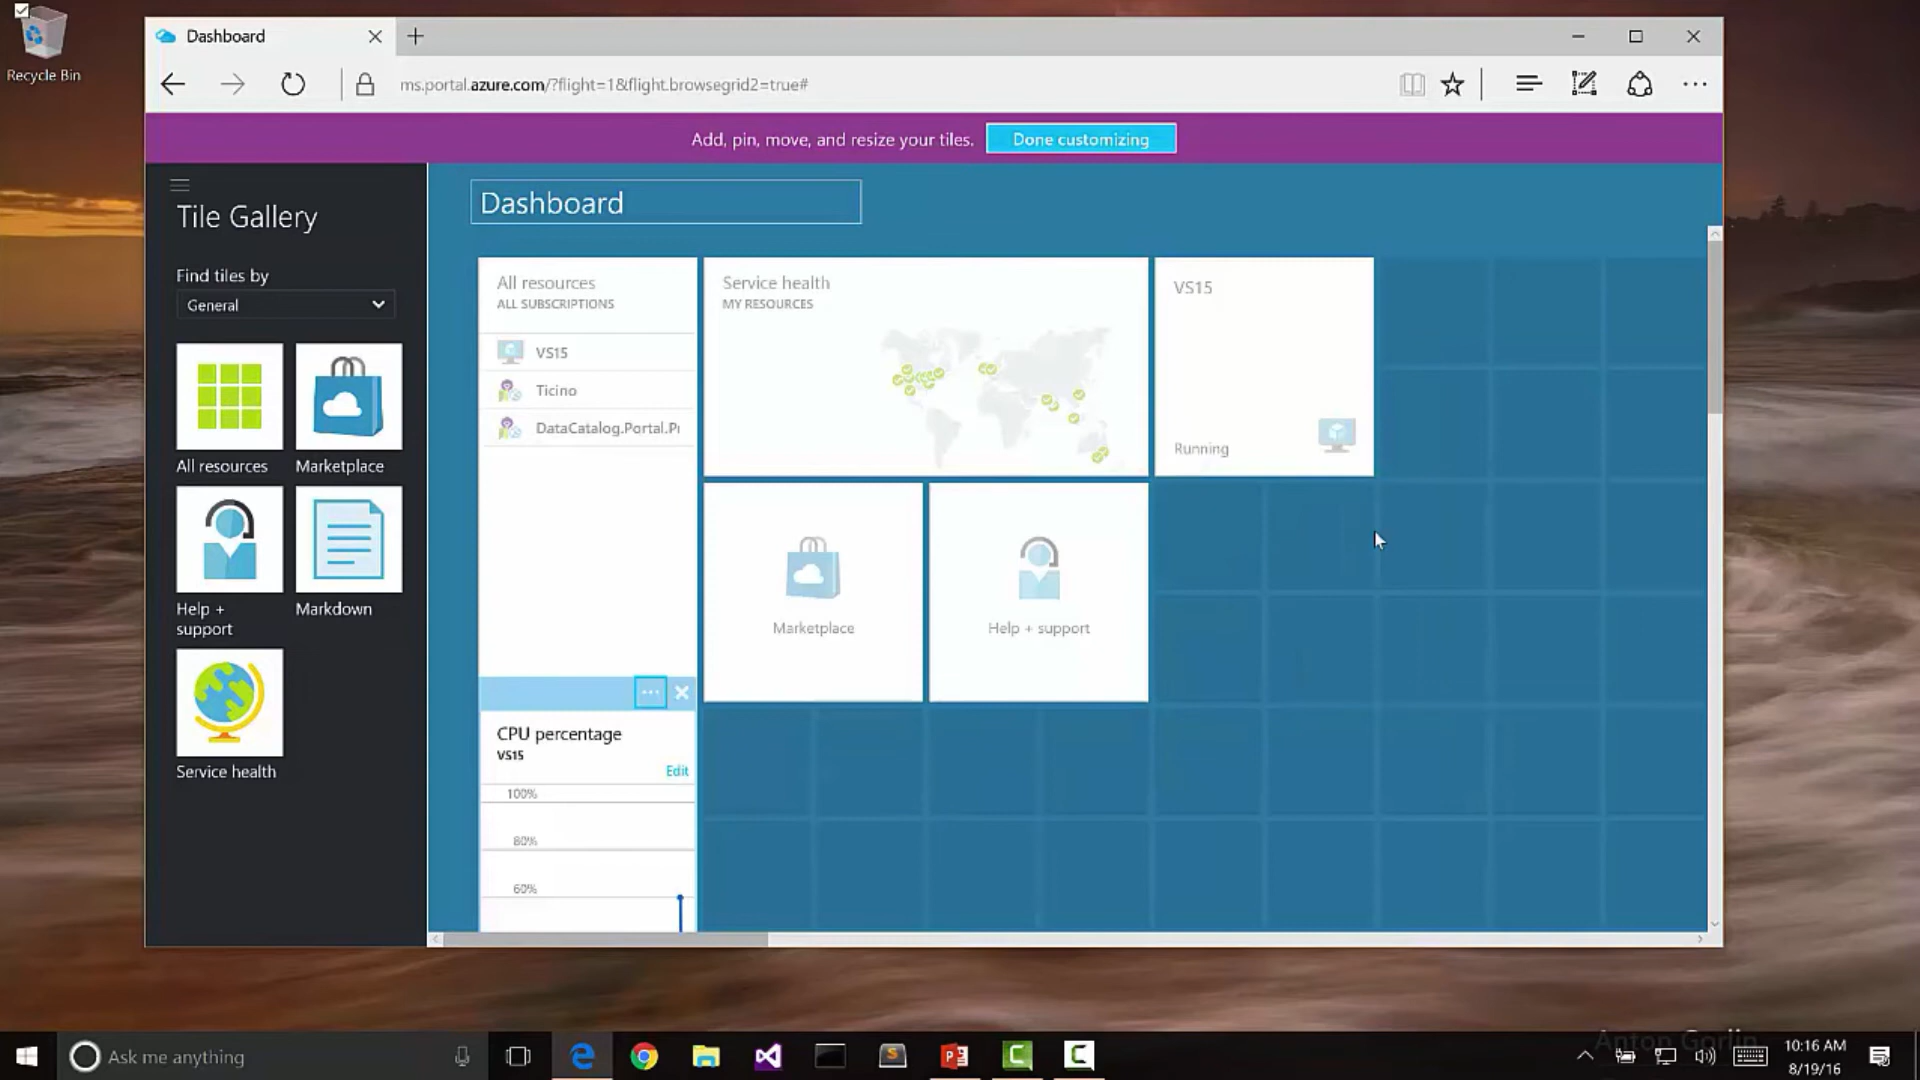 Recycle Bin
Dashboard
ms.portal.azure.com/?flight=1&flight.browsegrid2=true#
Add, pin, move, and resize your tiles.
Done customizing
Tile Gallery
Find tiles by
General
All resources
Marketplace
Help +
support
Markdown
Service health
Dashboard
All resources
ALL SUBSCRIPTIONS
VS15
Ticino
DataCatalog.Portal.Pr
Service health
MY RESOURCES
VS15
Running
Marketplace
Help + support
CPU percentage
VS15
Edit
100%
80%
60%
Ask me anything
Anton Gorlin
10:16 AM
8/19/16